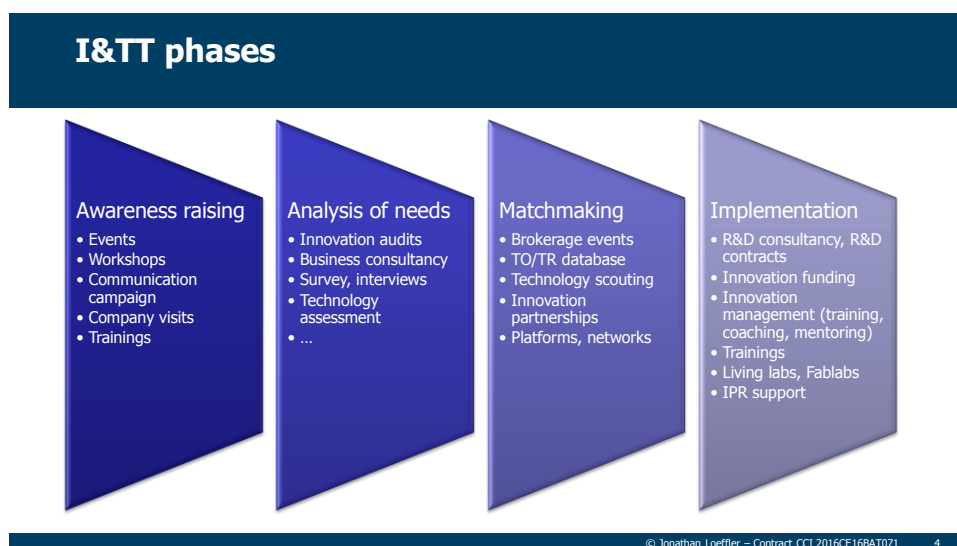 I&TT phases
Awareness raising
• Events
• Workshops
• Communication
campaign
• Company visits
• Trainings
Analysis of needs
• Innovation audits
• Business consultancy
• Survey, interviews
• Technology
assessment
• …
Matchmaking
• Brokerage events
• TO/TR database
• Technology scouting
• Innovation
partnerships
• Platforms, networks
Implementation
• R&D consultancy, R&D
contracts
• Innovation funding
• Innovation
management (training,
coaching, mentoring)
• Trainings
• Living labs, Fablabs
• IPR support
© Jonathan Loeffler – Contract CCI 2016CE16BAT071 4